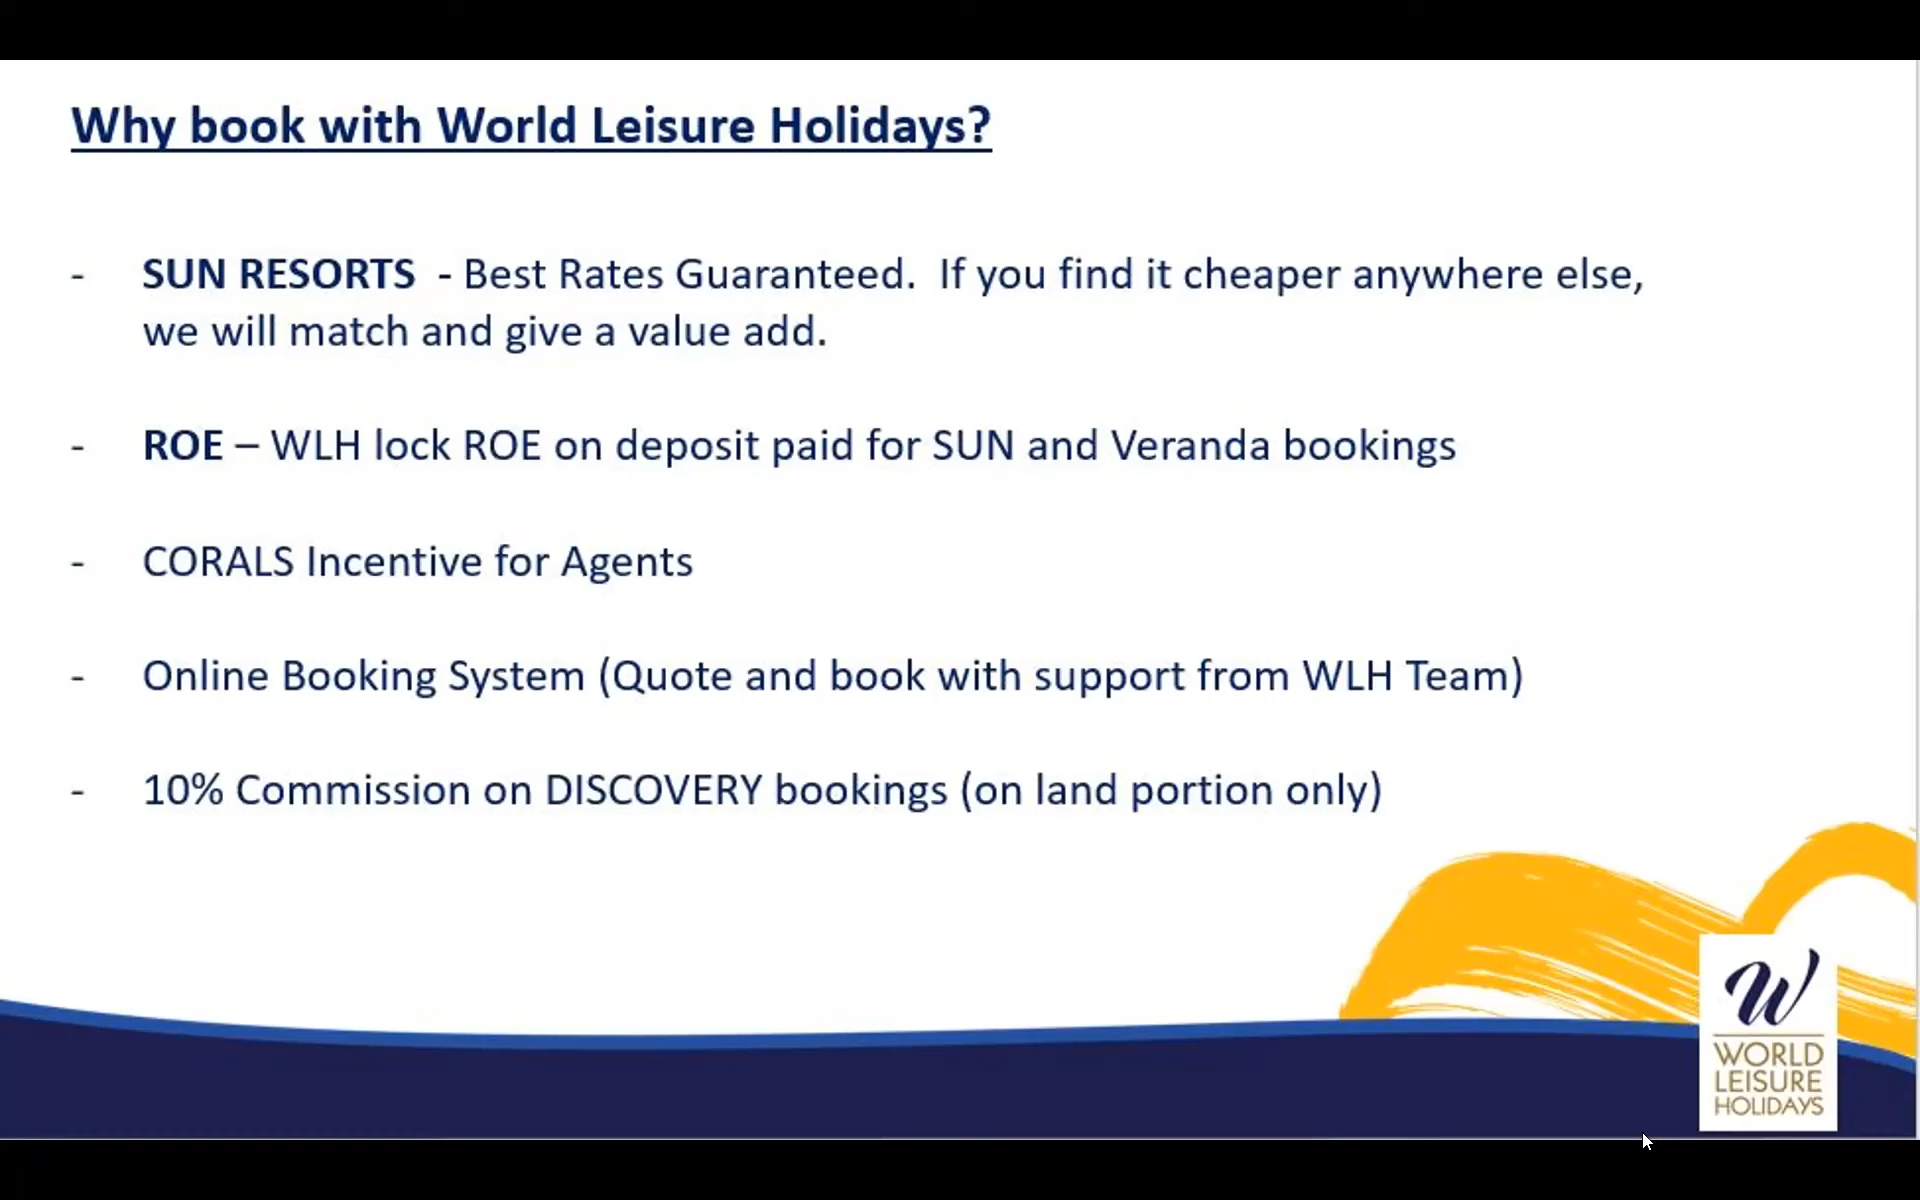 Why book with World Leisure Holidays?
- SUN RESORTS - Best Rates Guaranteed. If you find it cheaper anywhere else,
we will match and give a value add.
- ROE – WLH lock ROE on deposit paid for SUN and Veranda bookings
- CORALS Incentive for Agents
- Online Booking System (Quote and book with support from WLH Team)
- 10% Commission on DISCOVERY bookings (on land portion only)
W
WORLD
LEISURE
HOLIDAYS